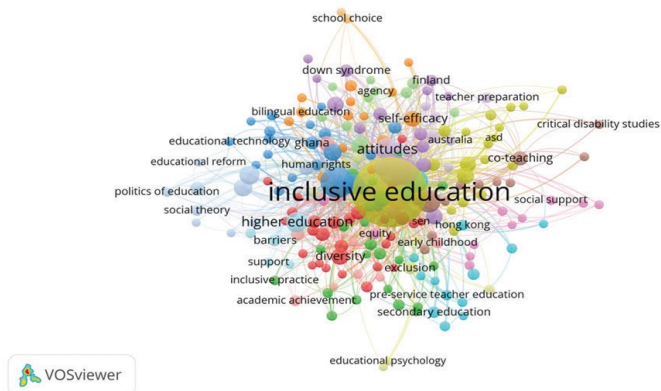 school choice
down syndrome
finland
agency
teacher preparation
bilingual education
self-efficacy
critical disability studies
educational technology
ghana
attitudes
australia
asd
educational reform
human rights
co-teaching
politics of education
inclusive education
social support
social theory
higher education
sen
hong kong
barriers
equity
early childhood
support
diversity
exclusion
inclusive practice
pre-service teacher education
academic achievement
secondary education
educational psychology
VOSviewer